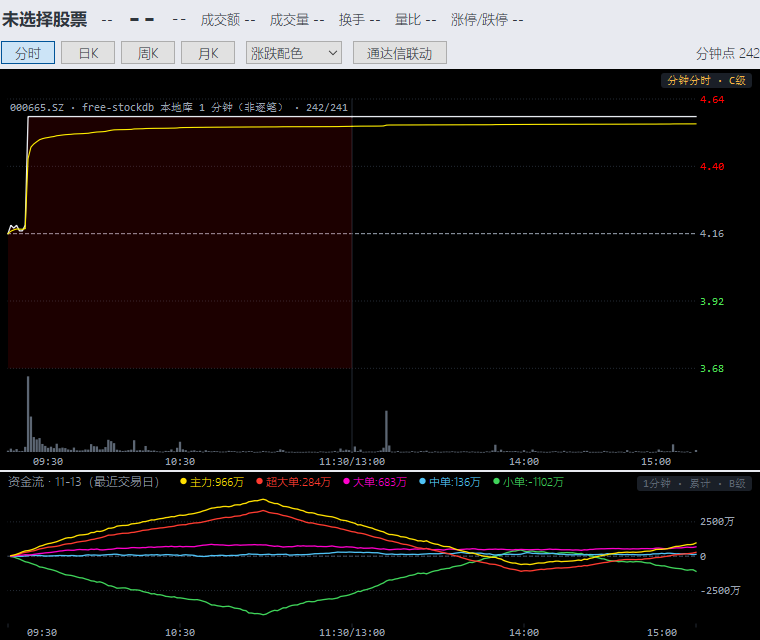 未选择股票 -- -- -- 成交额 -- 成交量 -- 换手 -- 量比 -- 涨停/跌停 --
分时 日K 周K 月K 涨跌配色 通达信联动 分钟点 242
分钟分时 · C级
000665.SZ · free-stockdb 本地库 1 分钟（非逐笔） · 242/241
4.64
4.40
4.16
3.92
3.68
09:30 10:30 11:30/13:00 14:00 15:00
资金流 · 11-13（最近交易日） 主力:966万 超大单:284万 大单:683万 中单:136万 小单:-1102万 1分钟 · 累计 · B级
2500万
0
-2500万
09:30 10:30 11:30/13:00 14:00 15:00